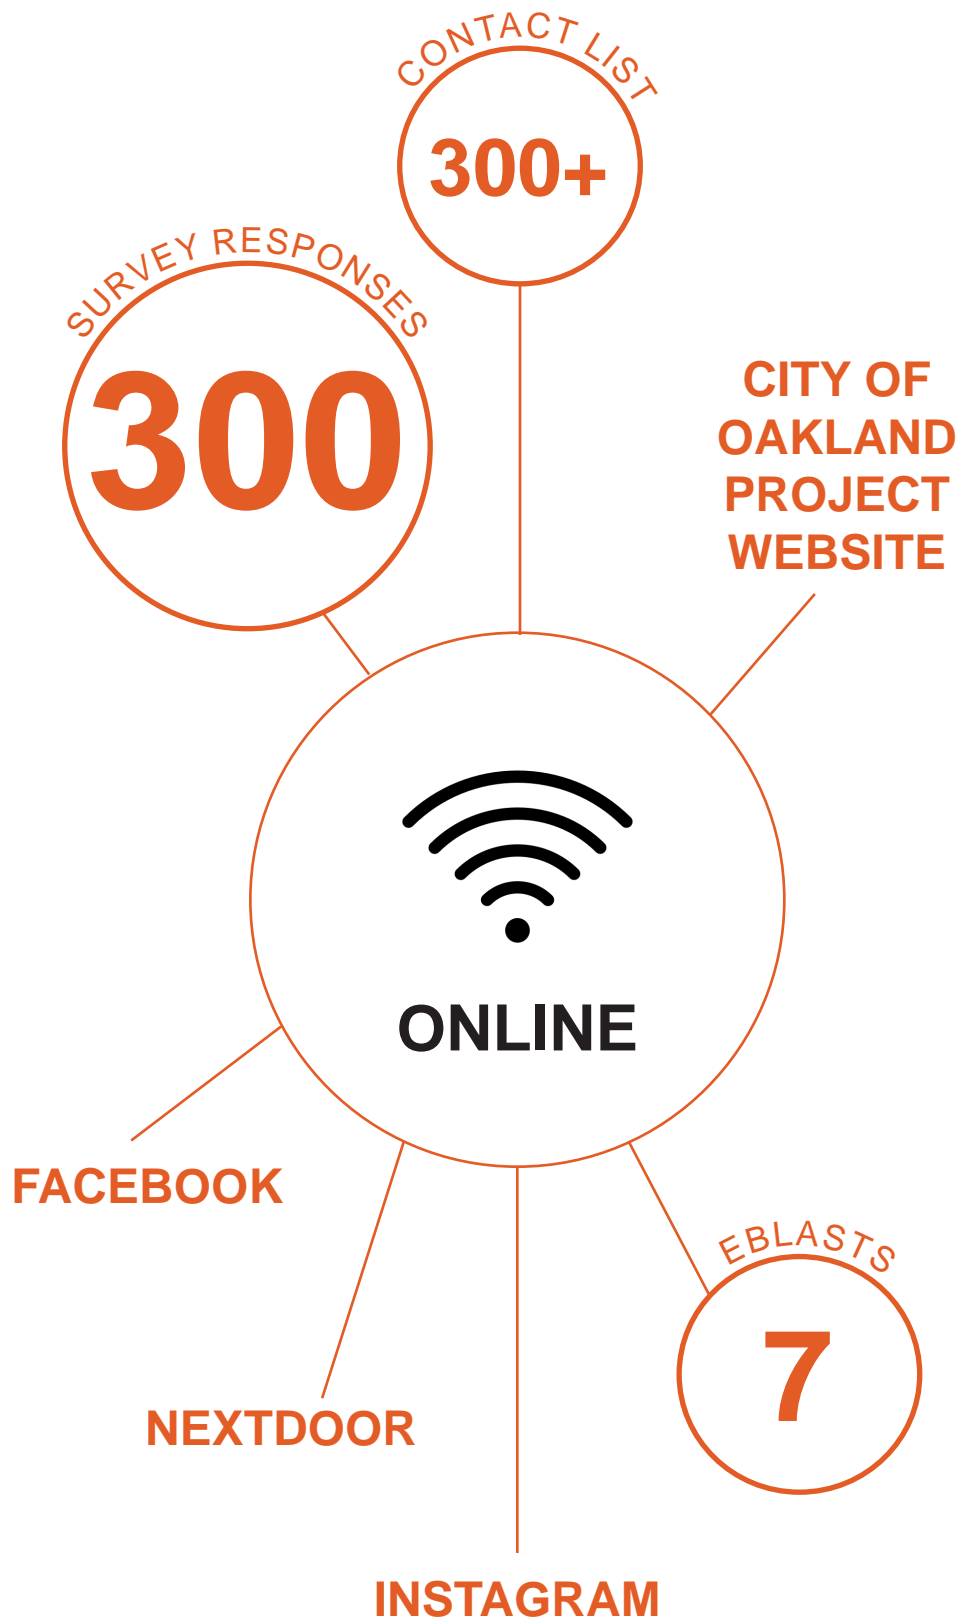 CONTACT LIST
300+
SURVEY RESPONSES
300
CITY OF
OAKLAND
PROJECT
WEBSITE
ONLINE
FACEBOOK
EBLASTS
7
NEXTDOOR
INSTAGRAM